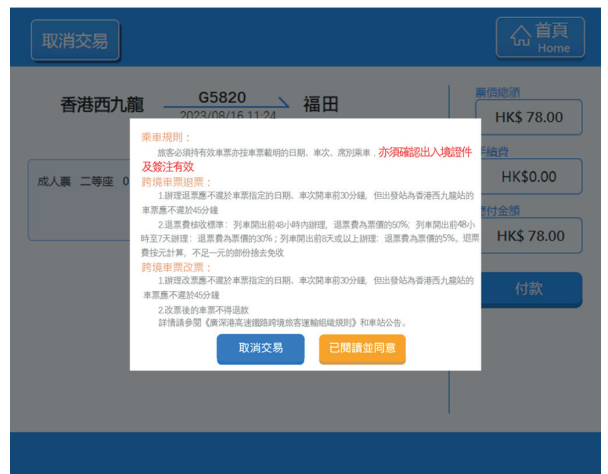 取消交易
首頁
Home
香港西九龍
G5820
福田
2023/08/16 11:24
票價總額
HK$ 78.00
手續費
HK$0.00
總付金額
HK$ 78.00
付款
成人票 二等座 0
乘車規則：
旅客必須持有效車票亦按車票載明的日期、車次、席別乘車，亦須確認出入境證件
及簽注有效
跨境車票退票：
1.辦理退票應不遲於車票指定的日期、車次開車前30分鐘，但出發站為香港西九龍站的
車票應不遲於45分鐘
2.退票費核收標準：列車開出前48小時內辦理，退票費為票價的50%；列車開出前48小
時至7天辦理：退票費為票價的30%；列車開出前8天或以上辦理：退票費為票價的5%。退票
費按元計算，不足一元的部份捨去免收
跨境車票改票：
1.辦理改票應不遲於車票指定的日期、車次開車前30分鐘，但出發站為香港西九龍站的
車票應不遲於45分鐘
2.改票後的車票不得退款
詳情請參閱《廣深港高速鐵路跨境旅客運輸組織規則》和車站公告。
取消交易
已閱讀並同意